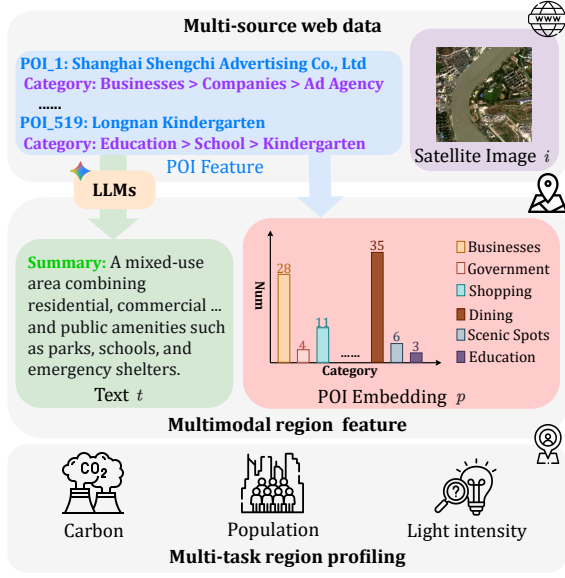 Multi-source web data
WWW
POI_1: Shanghai Shengchi Advertising Co., Ltd
Category: Businesses > Companies > Ad Agency
......
POI_519: Longnan Kindergarten
Category: Education > School > Kindergarten
POI Feature
Satellite Image i
LLMs
Summary: A mixed-use
area combining
residential, commercial ...
and public amenities such
as parks, schools, and
emergency shelters.
Text t
Num
28
4
11
......
35
6
3
Category
Businesses
Government
Shopping
Dining
Scenic Spots
Education
POI Embedding p
Multimodal region feature
CO2
Carbon
Population
?
Light intensity
Multi-task region profiling